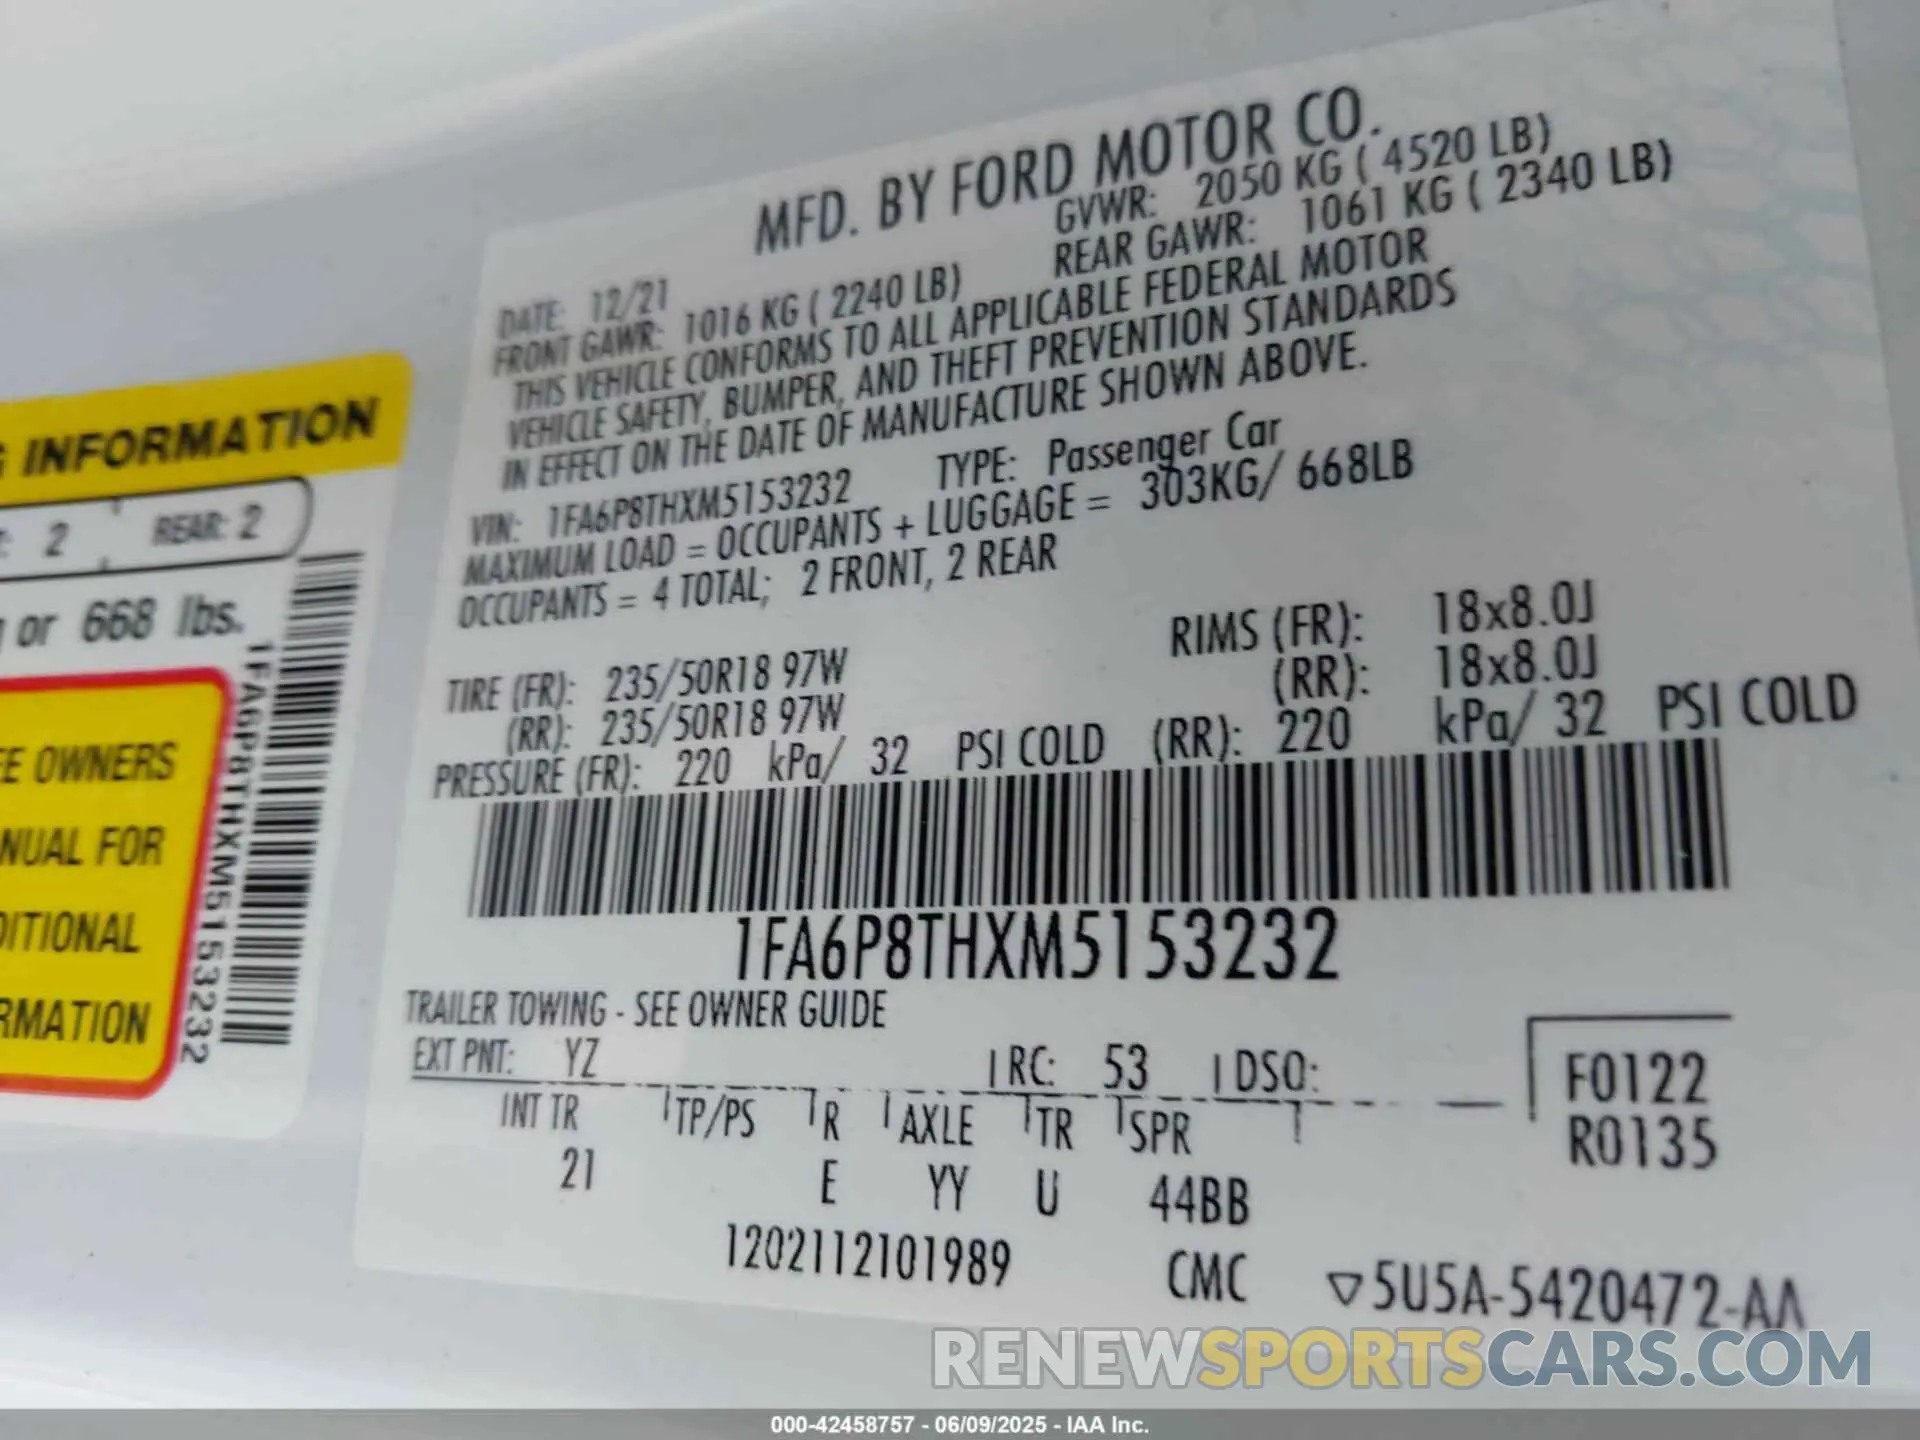 MFD. BY FORD MOTOR CO.
DATE: 12/21 GVWR: 2050 KG ( 4520 LB)
FRONT GAWR: 1016 KG ( 2240 LB) REAR GAWR: 1061 KG ( 2340 LB)
THIS VEHICLE CONFORMS TO ALL APPLICABLE FEDERAL MOTOR
VEHICLE SAFETY, BUMPER, AND THEFT PREVENTION STANDARDS
IN EFFECT ON THE DATE OF MANUFACTURE SHOWN ABOVE.
VIN: 1FA6P8THXM5153232 TYPE: Passenger Car
MAXIMUM LOAD = OCCUPANTS + LUGGAGE = 303KG/ 668LB
OCCUPANTS = 4 TOTAL; 2 FRONT, 2 REAR
TIRE (FR): 235/50R18 97W RIMS (FR): 18x8.0J
(RR): 235/50R18 97W (RR): 18x8.0J
PRESSURE (FR): 220 kPa/ 32 PSI COLD (RR): 220 kPa/ 32 PSI COLD
1FA6P8THXM5153232
TRAILER TOWING - SEE OWNER GUIDE
EXT PNT: YZ RC: 53 DSO:
INT TR TP/PS R AXLE TR SPR
21 E YY U 44BB
F0122
R0135
1202112101989 CMC ▽5U5A-5420472-AA
INFORMATION
2 REAR: 2
or 668 lbs.
OWNERS
NUAL FOR
DITIONAL
RMATION
1FA6P8THXM5153232
RENEWSPORTSCARS.COM
000-42458757 - 06/09/2025 - IAA Inc.